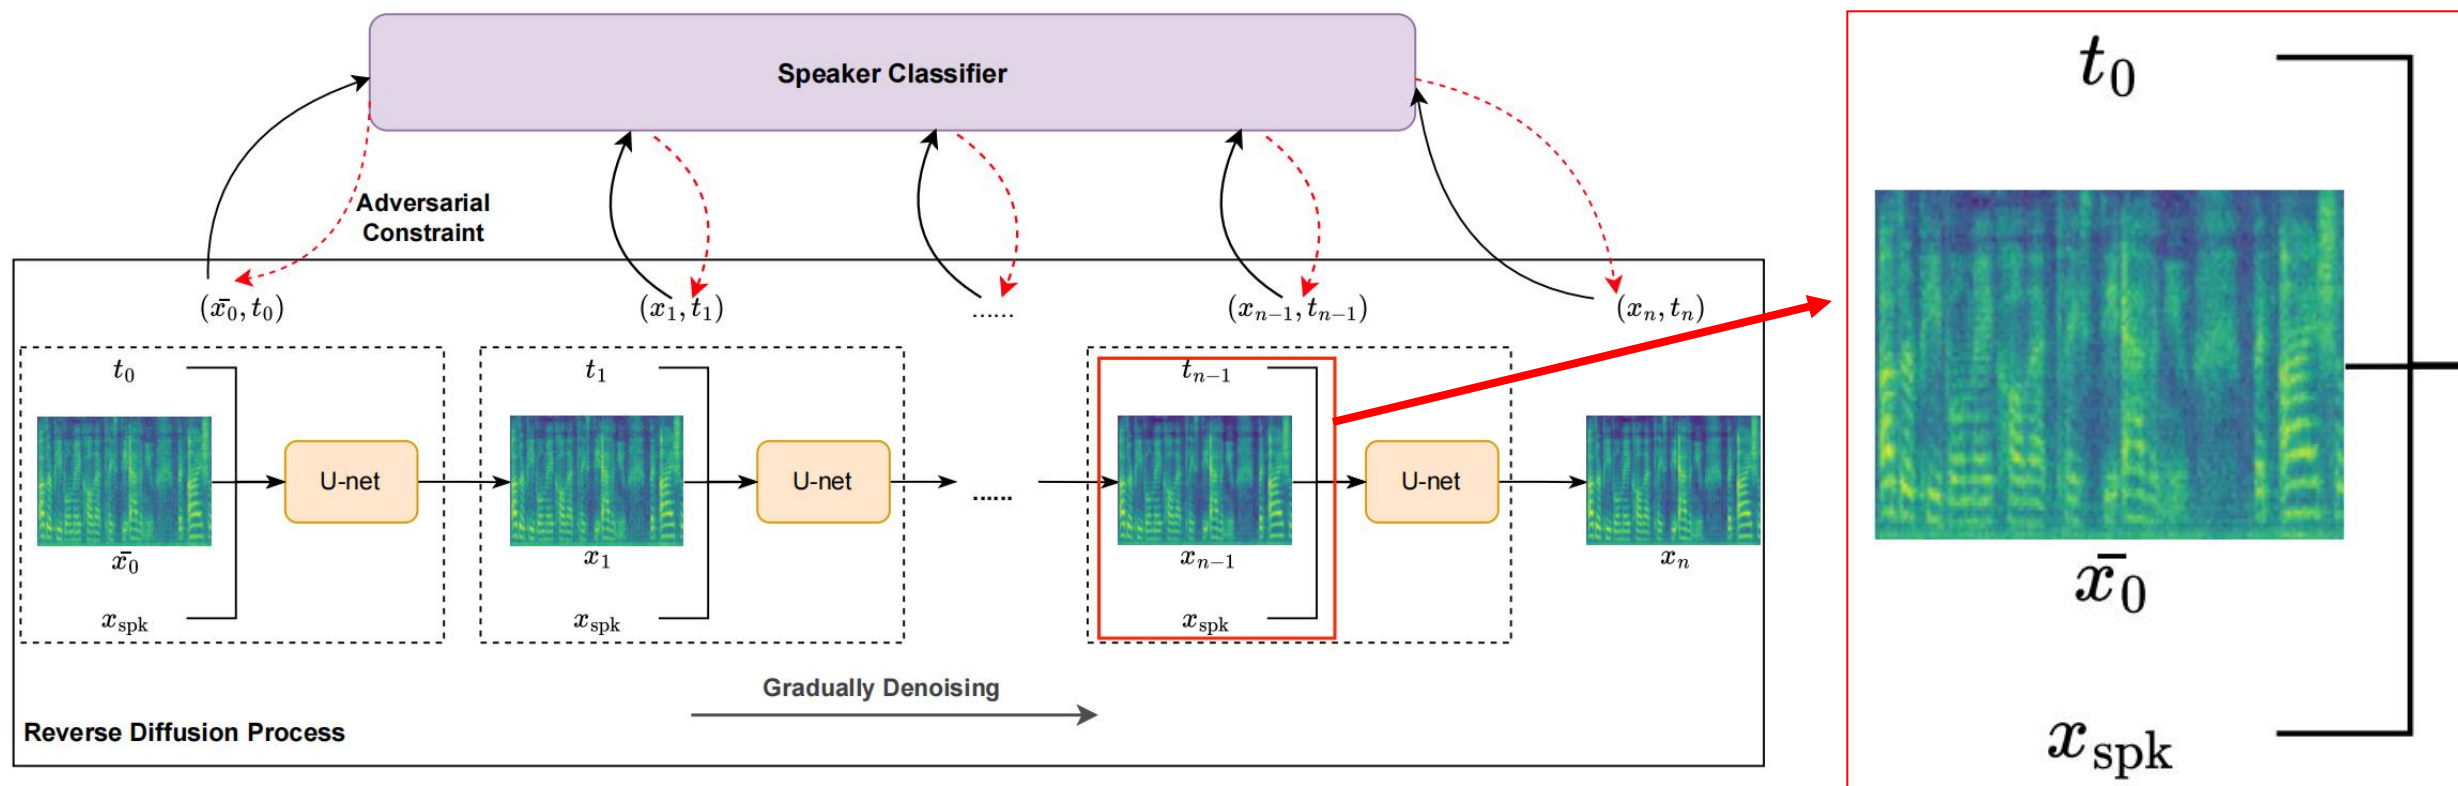 Speaker Classifier
Adversarial
Constraint
(x̄₀, t₀)
(x₁, t₁)
......
(xₙ₋₁, tₙ₋₁)
(xₙ, tₙ)
t₀
U-net
x̄₀
x_spk
t₁
U-net
x₁
x_spk
......
tₙ₋₁
U-net
xₙ₋₁
x_spk
xₙ
Gradually Denoising
Reverse Diffusion Process
t₀
x̄₀
x_spk